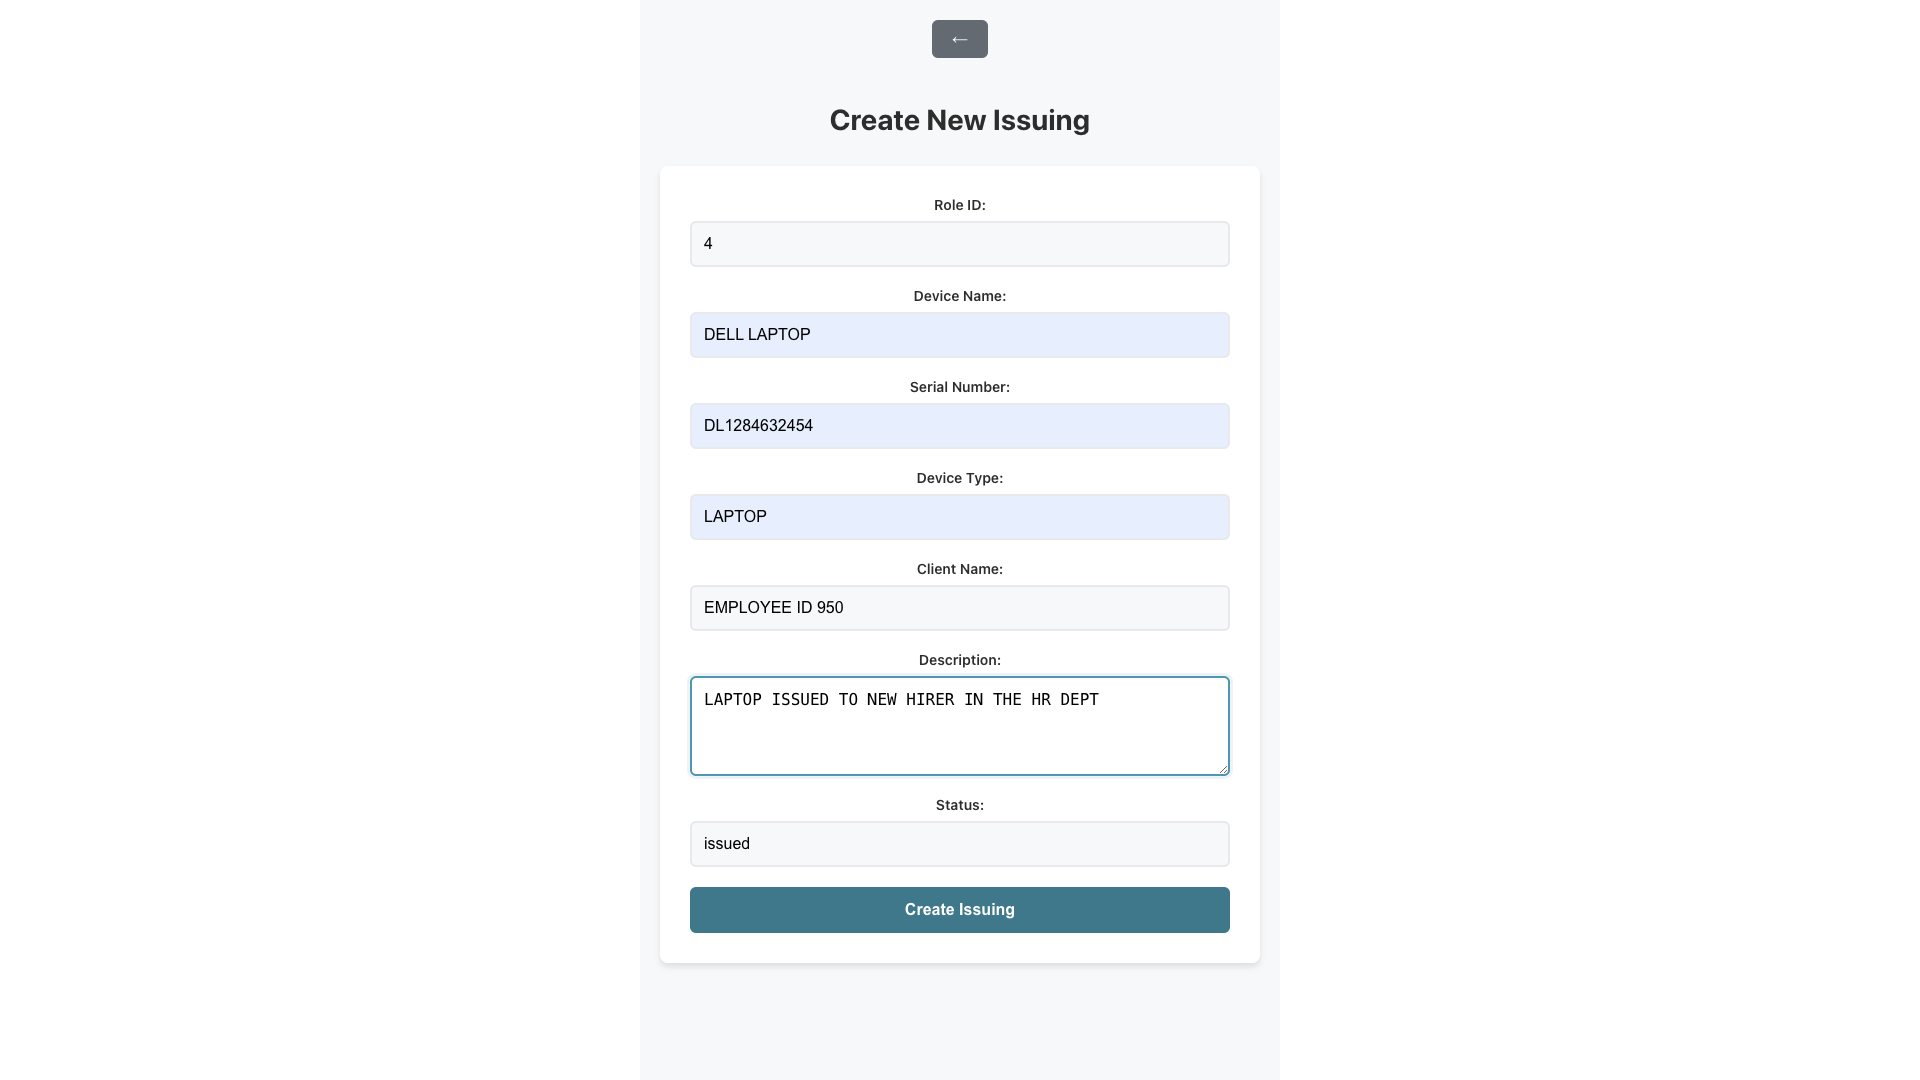 ←
Create New Issuing
Role ID:
4
Device Name:
DELL LAPTOP
Serial Number:
DL1284632454
Device Type:
LAPTOP
Client Name:
EMPLOYEE ID 950
Description:
LAPTOP ISSUED TO NEW HIRER IN THE HR DEPT
Status:
issued
Create Issuing